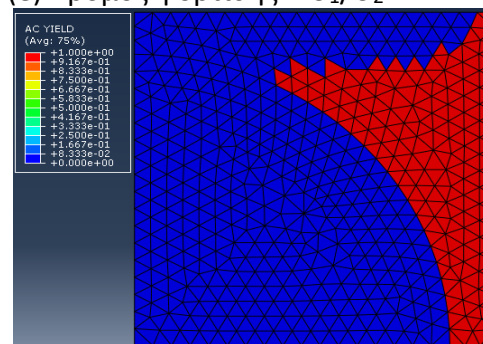 AC YIELD
(Avg: 75%)
+1.000e+00
+9.167e-01
+8.333e-01
+7.500e-01
+6.667e-01
+5.833e-01
+5.000e-01
+4.167e-01
+3.333e-01
+2.500e-01
+1.667e-01
+8.333e-02
+0.000e+00